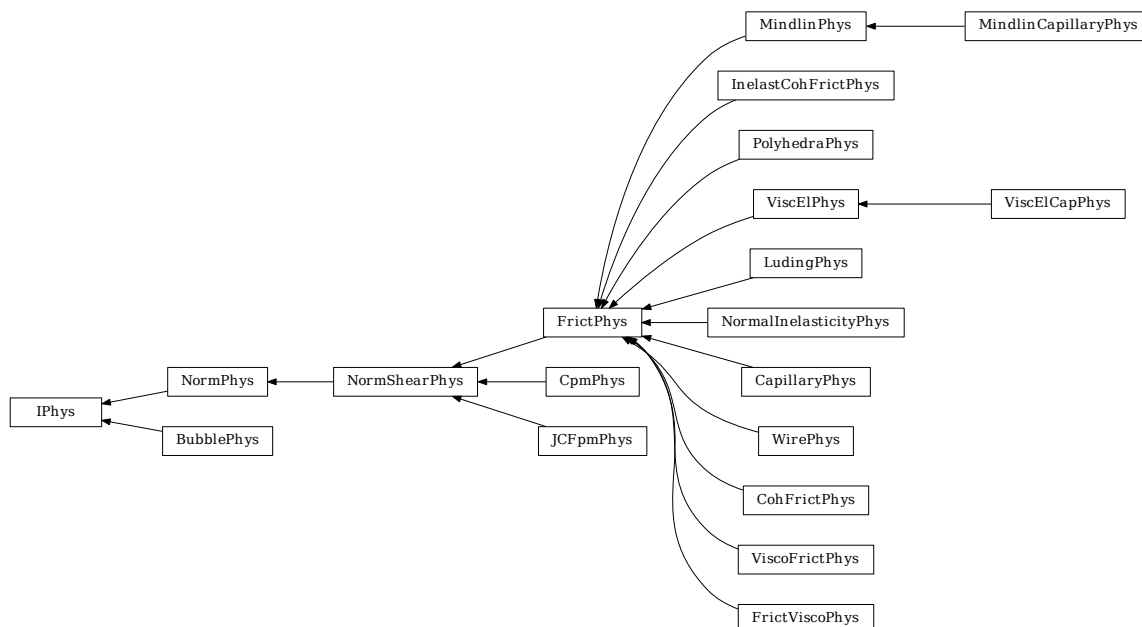 MindlinPhys
MindlinCapillaryPhys
InelastCohFrictPhys
PolyhedraPhys
ViscElPhys
ViscElCapPhys
LudingPhys
FrictPhys
NormalInelasticityPhys
NormPhys
NormShearPhys
CpmPhys
CapillaryPhys
IPhys
BubblePhys
JCFpmPhys
WirePhys
CohFrictPhys
ViscoFrictPhys
FrictViscoPhys